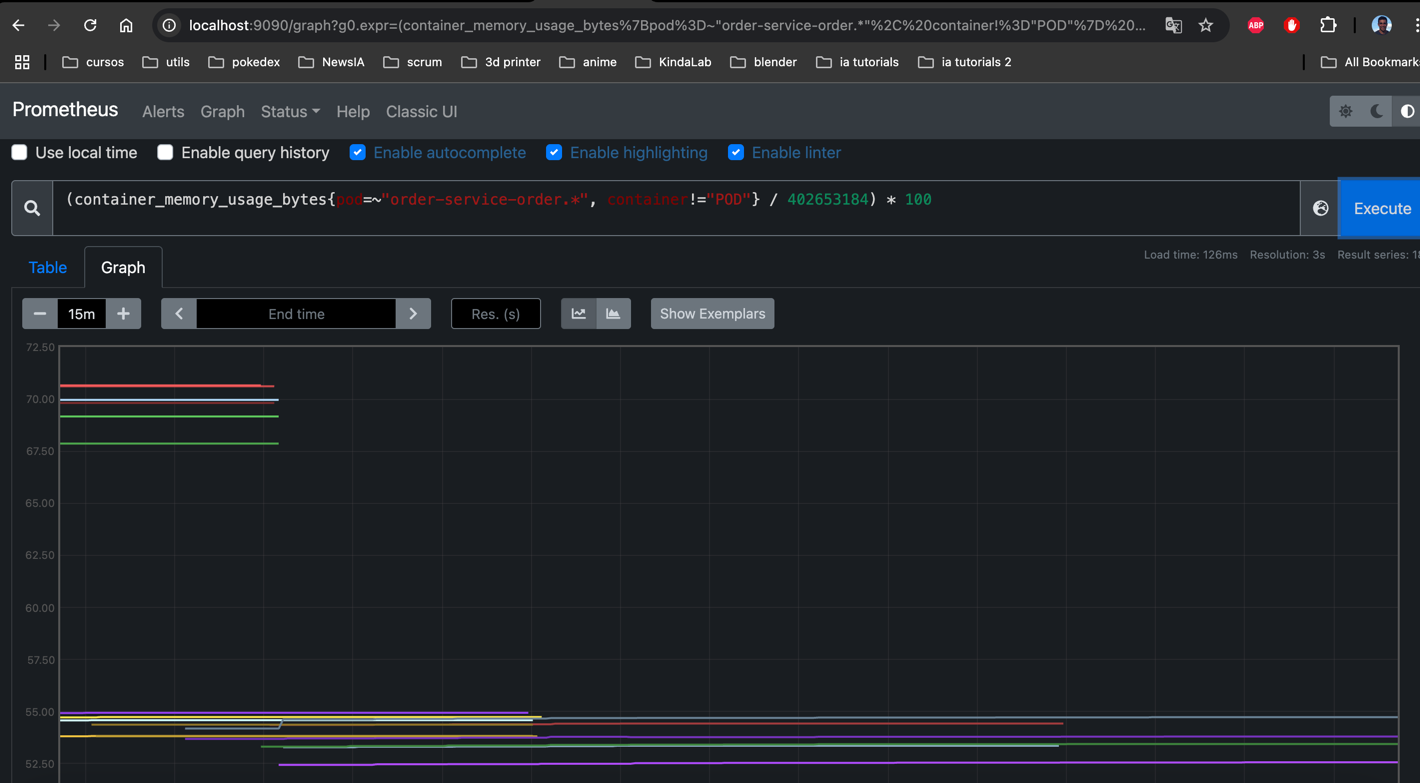 localhost:9090/graph?g0.expr=(container_memory_usage_bytes%7Bpod%3D~"order-service-order.*"%2C%20container!%3D"POD"%7D%20...
ABP
cursos utils pokedex NewsIA scrum 3d printer anime KindaLab blender ia tutorials ia tutorials 2 All Bookmarks
Prometheus Alerts Graph Status Help Classic UI
Use local time Enable query history Enable autocomplete Enable highlighting Enable linter
(container_memory_usage_bytes{pod=~"order-service-order.*", container!="POD"} / 402653184) * 100
Execute
Load time: 126ms Resolution: 3s Result series: 18
Table Graph
15m End time Res. (s) Show Exemplars
72.50
70.00
67.50
65.00
62.50
60.00
57.50
55.00
52.50